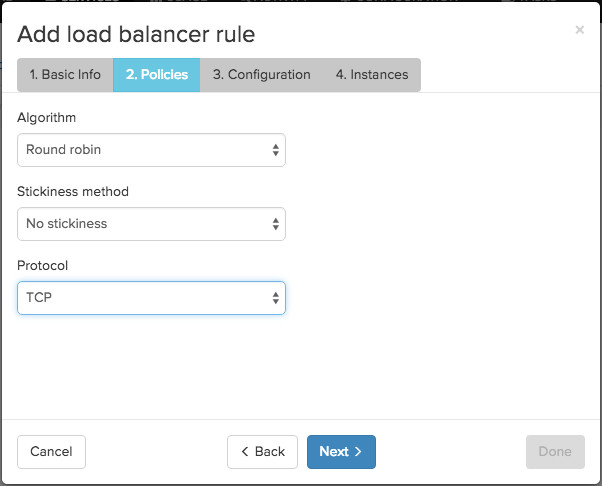 Add load balancer rule
×
1. Basic Info 2. Policies 3. Configuration 4. Instances
Algorithm
Round robin
Stickiness method
No stickiness
Protocol
TCP
Cancel < Back Next > Done